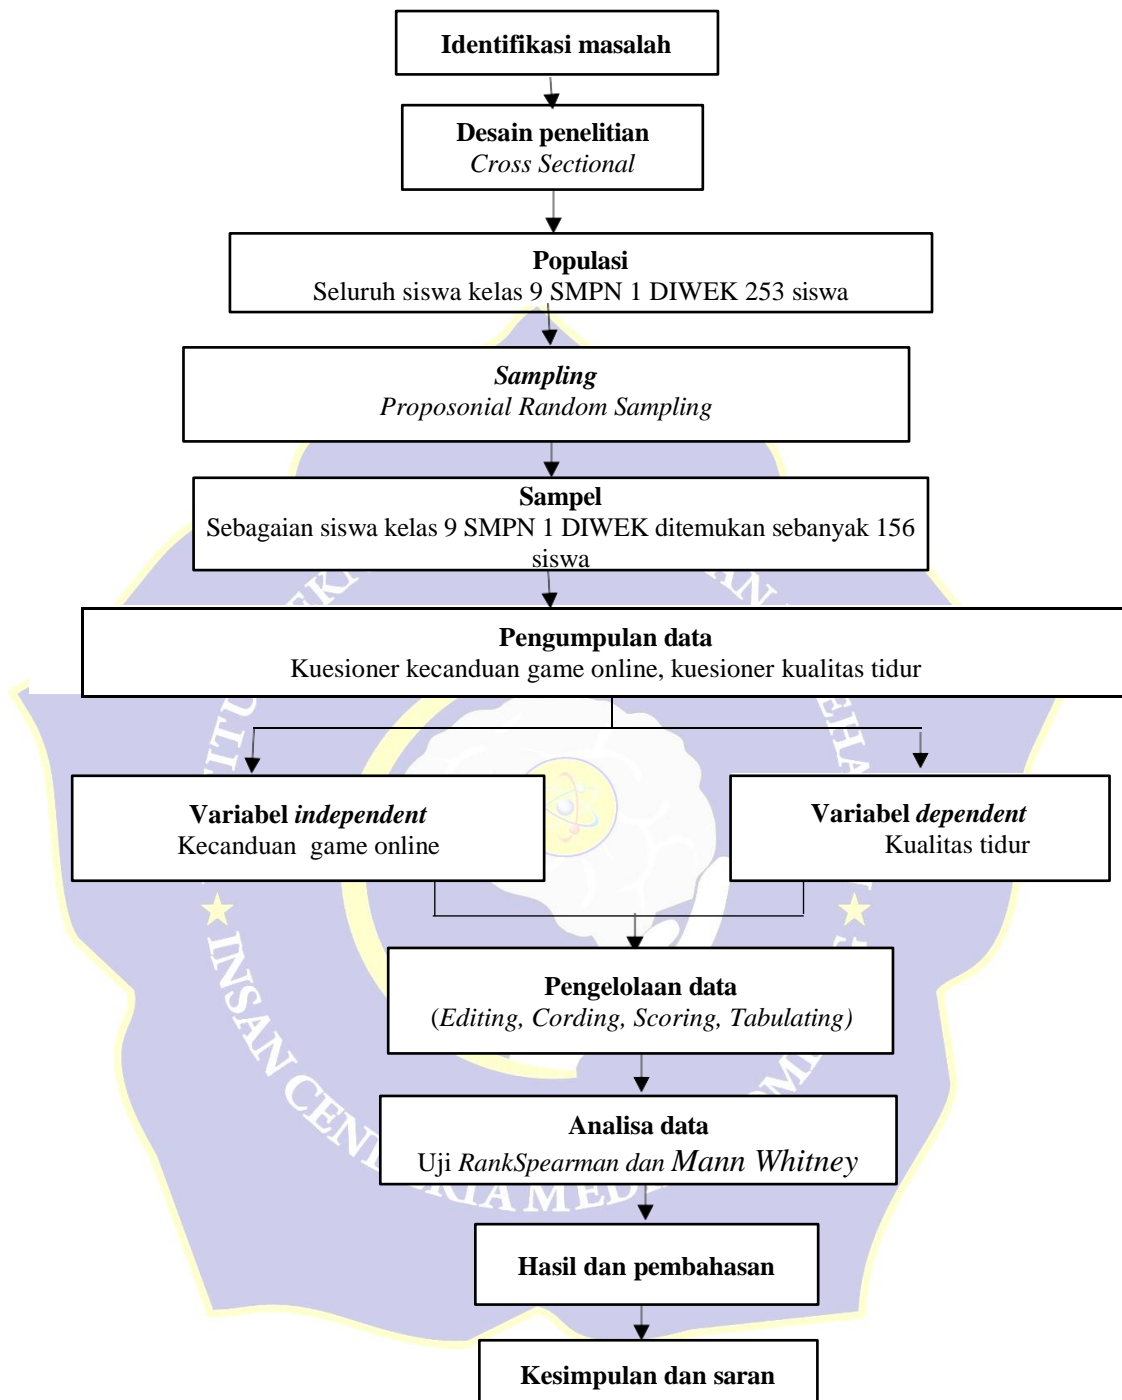 Identifikasi masalah
Desain penelitian
Cross Sectional
Populasi
Seluruh siswa kelas 9 SMPN 1 DIWEK 253 siswa
Sampling
Proposonial Random Sampling
Sampel
Sebagaian siswa kelas 9 SMPN 1 DIWEK ditemukan sebanyak 156
siswa
Pengumpulan data
Kuesioner kecanduan game online, kuesioner kualitas tidur
Variabel independent
Kecanduan game online
Variabel dependent
Kualitas tidur
Pengelolaan data
(Editing, Cording, Scoring, Tabulating)
Analisa data
Uji RankSpearman dan Mann Whitney
Hasil dan pembahasan
Kesimpulan dan saran
INSAN